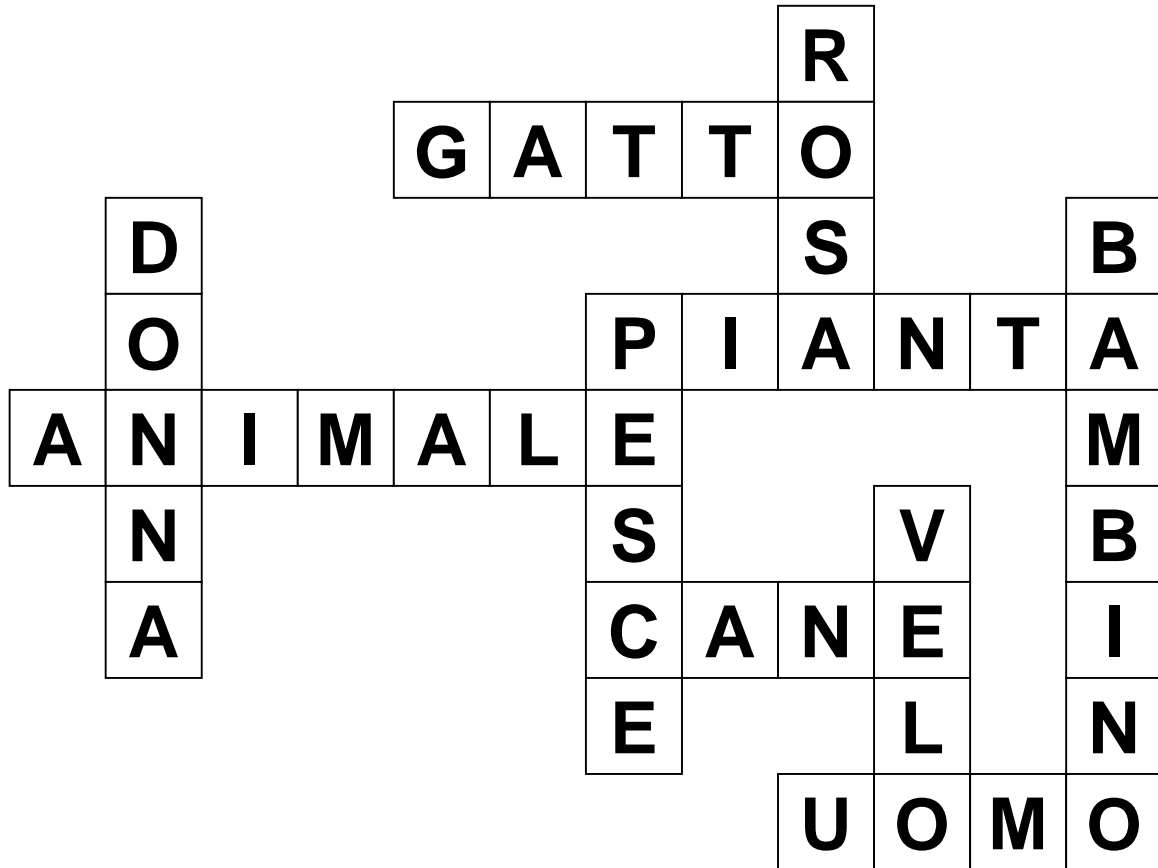 R
GATTO
D S B
O PIANTA
ANIMALE M
N S V B
A CANE I
E L N
UOMO